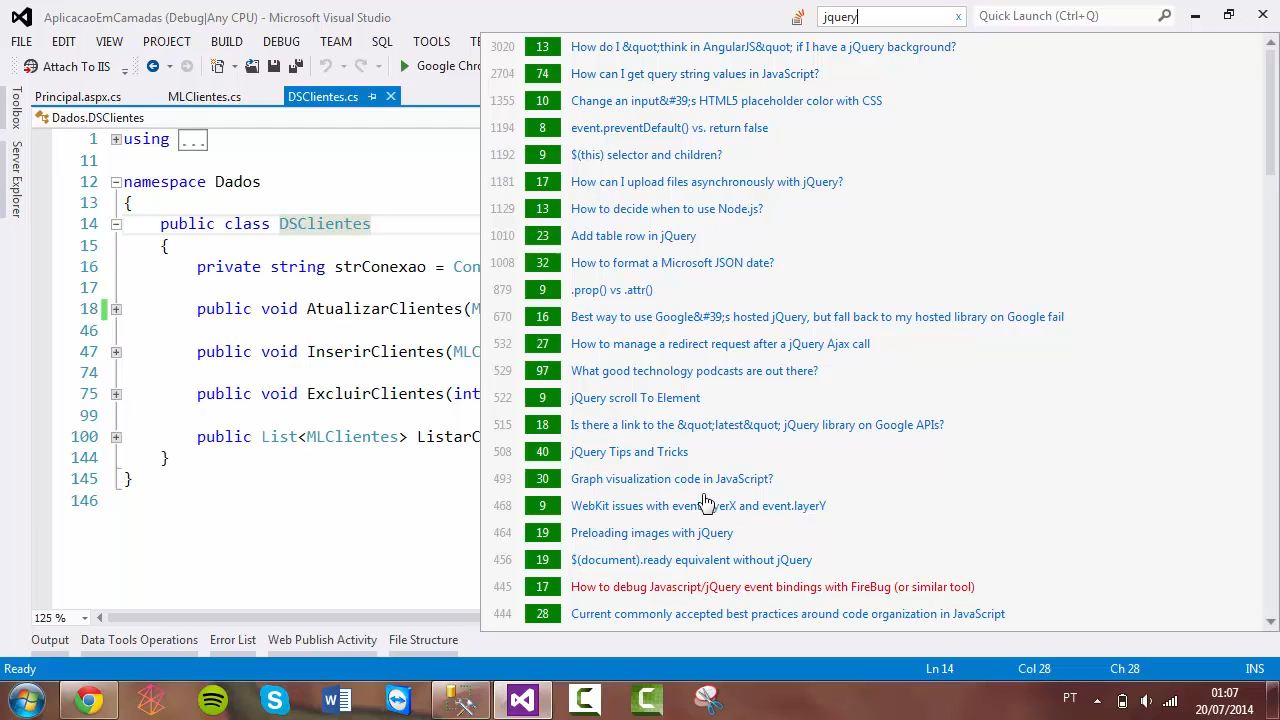 AplicacaoEmCamadas (Debug|Any CPU) - Microsoft Visual Studio
jquery
x
Quick Launch (Ctrl+Q)
FILE EDIT VIEW PROJECT BUILD DEBUG TEAM SQL TOOLS
Attach To IIS
Google Chro
Principal.aspx.cs MLClientes.cs DSClientes.cs
Dados.DSClientes
Toolbox
Server Explorer
1 using ...
11
12 namespace Dados
13 {
14 public class DSClientes
15 {
16 private string strConexao = Con
17
18 public void AtualizarClientes(M
46
47 public void InserirClientes(MLC
74
75 public void ExcluirClientes(int
99
100 public List<MLClientes> ListarC
144 }
145 }
146
3020 13 How do I &quot;think in AngularJS&quot; if I have a jQuery background?
2704 74 How can I get query string values in JavaScript?
1355 10 Change an input&#39;s HTML5 placeholder color with CSS
1194 8 event.preventDefault() vs. return false
1192 9 $(this) selector and children?
1181 17 How can I upload files asynchronously with jQuery?
1129 13 How to decide when to use Node.js?
1010 23 Add table row in jQuery
1008 32 How to format a Microsoft JSON date?
879 9 .prop() vs .attr()
670 16 Best way to use Google&#39;s hosted jQuery, but fall back to my hosted library on Google fail
532 27 How to manage a redirect request after a jQuery Ajax call
529 97 What good technology podcasts are out there?
522 9 jQuery scroll To Element
515 18 Is there a link to the &quot;latest&quot; jQuery library on Google APIs?
508 40 jQuery Tips and Tricks
493 30 Graph visualization code in JavaScript?
468 9 WebKit issues with event yerX and event.layerY
464 19 Preloading images with jQuery
456 19 $(document).ready equivalent without jQuery
445 17 How to debug Javascript/jQuery event bindings with FireBug (or similar tool)
444 28 Current commonly accepted best practices around code organization in JavaScript
125 %
Output Data Tools Operations Error List Web Publish Activity File Structure
Ready Ln 14 Col 28 Ch 28 INS
PT
01:07
20/07/2014